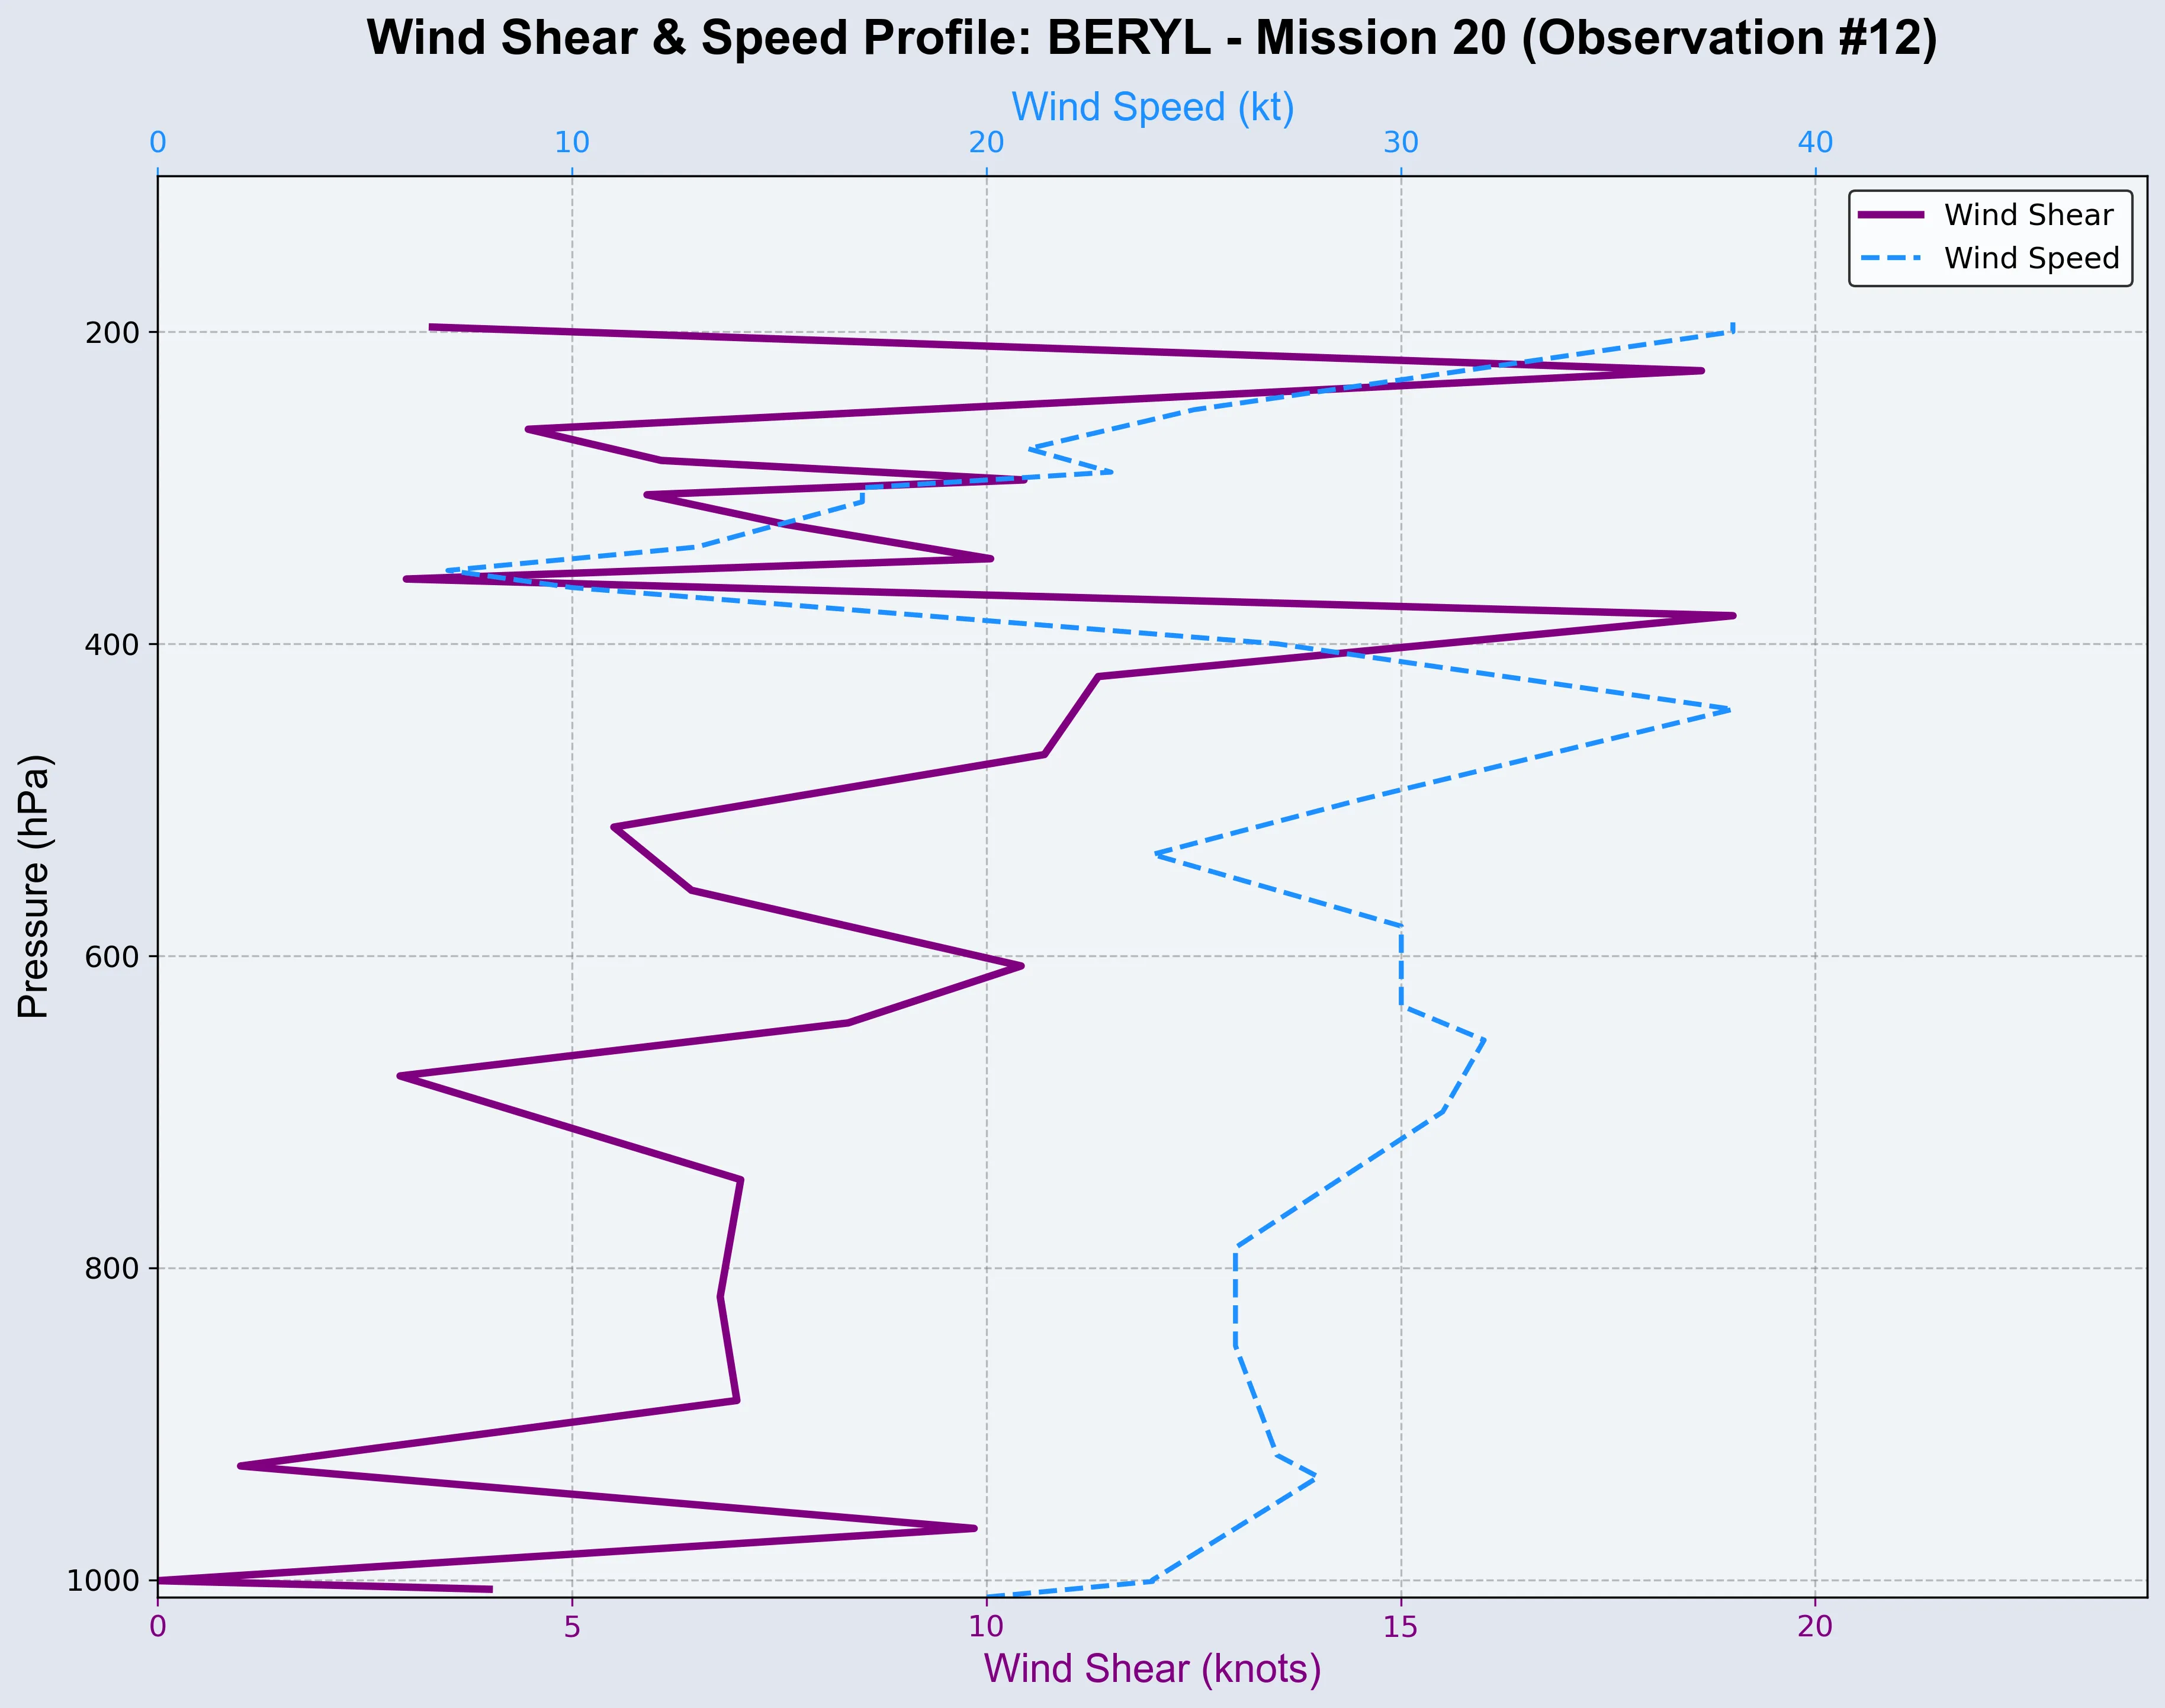 Wind Shear & Speed Profile: BERYL - Mission 20 (Observation #12)
Wind Speed (kt)
0 10 20 30 40
Wind Shear
Wind Speed
200
400
600
800
1000
Pressure (hPa)
0 5 10 15 20
Wind Shear (knots)